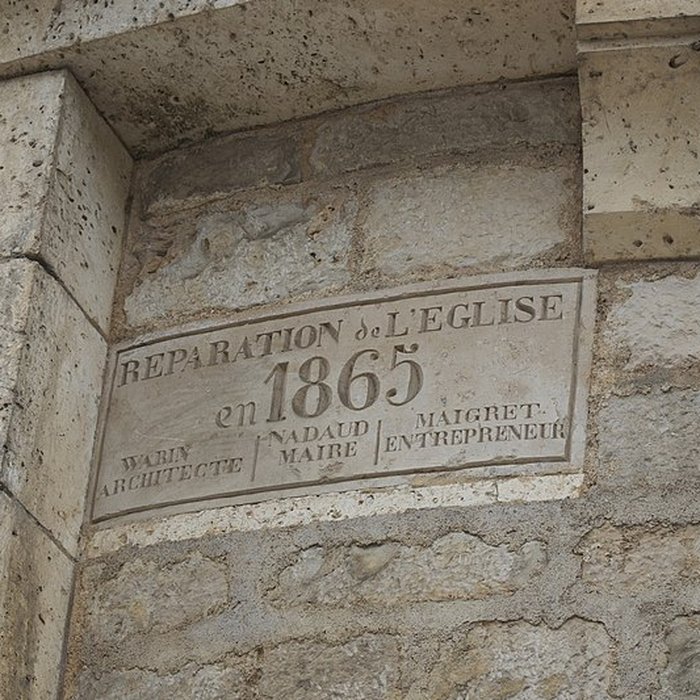 REPARATION de L'EGLISE
en 1865
WARIN
ARCHITECTE
NADAUD
MAIRE
MAIGRET
ENTREPRENEUR